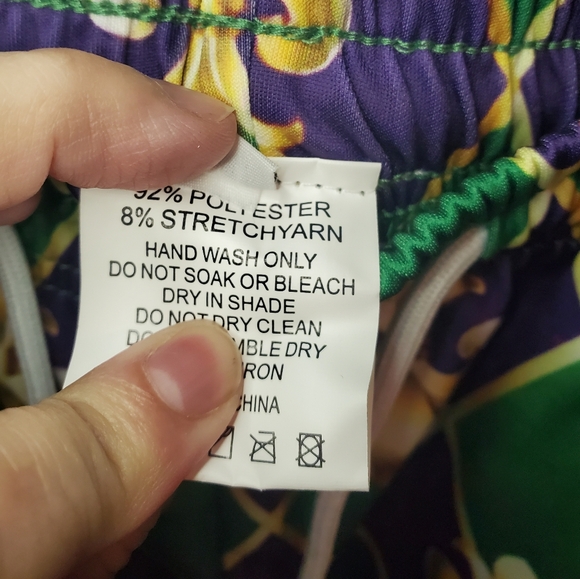 92% POLYESTER
8% STRETCHYARN
HAND WASH ONLY
DO NOT SOAK OR BLEACH
DRY IN SHADE
DO NOT DRY CLEAN
DRY
IRON
CHINA